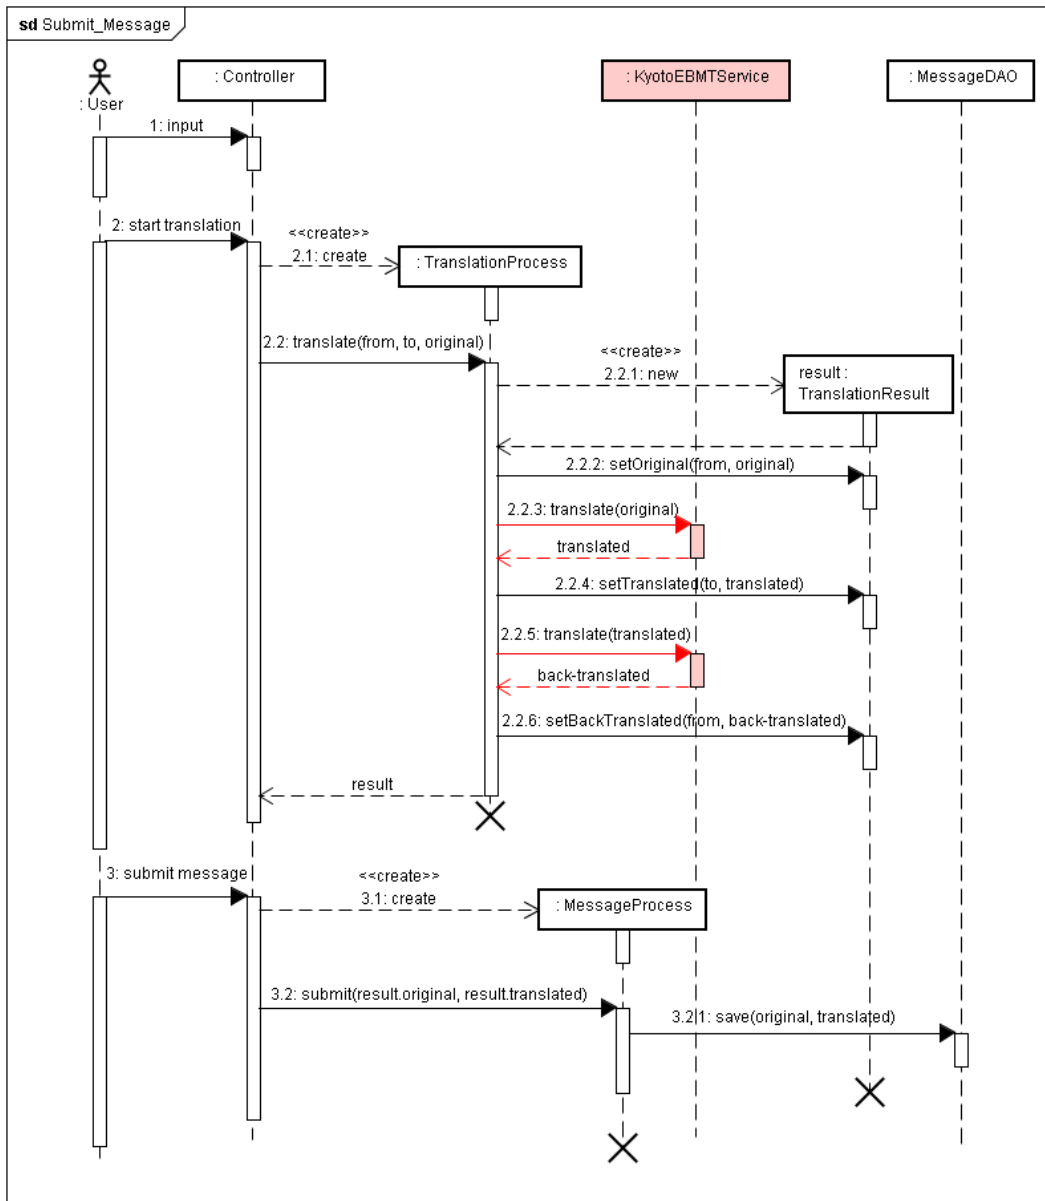 sd Submit_Message
: User
: Controller
: KyotoEBMTService
: MessageDAO
1: input
2: start translation
<<create>>
2.1: create
: TranslationProcess
2.2: translate(from, to, original)
<<create>>
2.2.1: new
result :
TranslationResult
2.2.2: setOriginal(from, original)
2.2.3: translate(original)
translated
2.2.4: setTranslated(to, translated)
2.2.5: translate(translated)
back-translated
2.2.6: setBackTranslated(from, back-translated)
result
3: submit message
<<create>>
3.1: create
: MessageProcess
3.2: submit(result.original, result.translated)
3.2.1: save(original, translated)